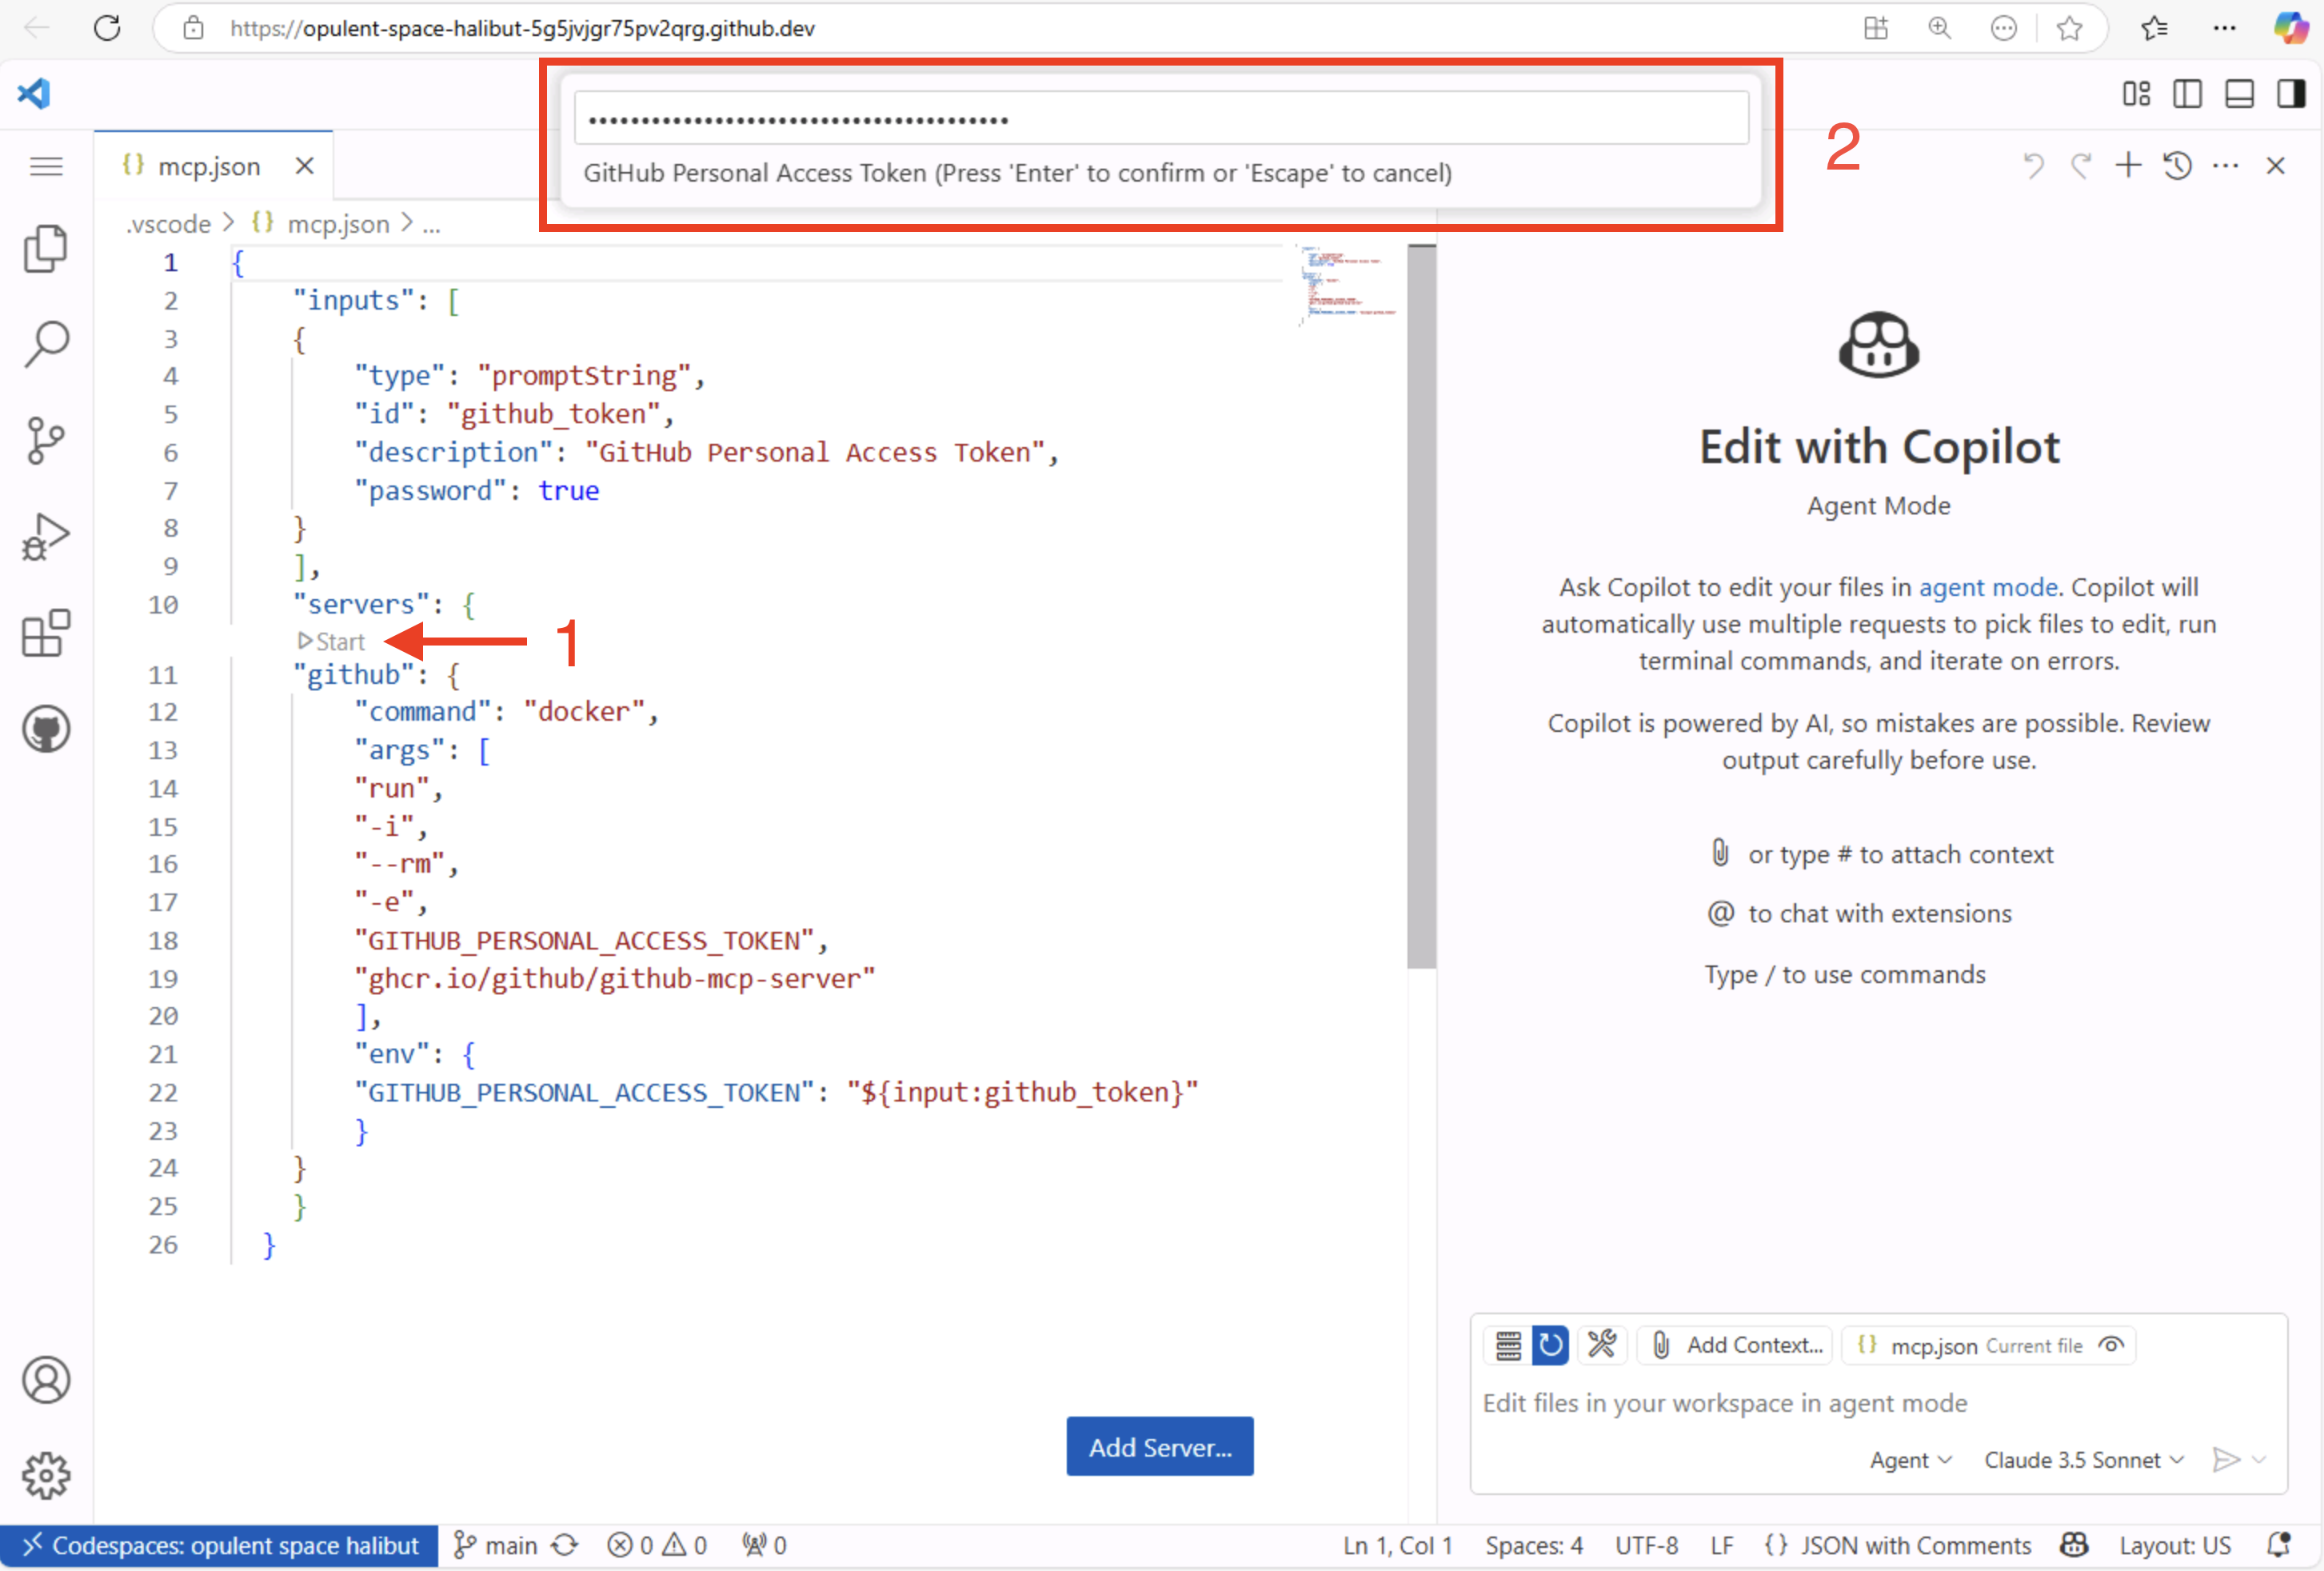 https://opulent-space-halibut-5g5jvjgr75pv2qrg.github.dev
••••••••••••••••••••••••••••••••••••••••
GitHub Personal Access Token (Press 'Enter' to confirm or 'Escape' to cancel)
2
{} mcp.json
.vscode > {} mcp.json > ...
1 {
2 "inputs": [
3 {
4 "type": "promptString",
5 "id": "github_token",
6 "description": "GitHub Personal Access Token",
7 "password": true
8 }
9 ],
10 "servers": {
Start
1
11 "github": {
12 "command": "docker",
13 "args": [
14 "run",
15 "-i",
16 "--rm",
17 "-e",
18 "GITHUB_PERSONAL_ACCESS_TOKEN",
19 "ghcr.io/github/github-mcp-server"
20 ],
21 "env": {
22 "GITHUB_PERSONAL_ACCESS_TOKEN": "${input:github_token}"
23 }
24 }
25 }
26 }
Add Server...
Edit with Copilot
Agent Mode
Ask Copilot to edit your files in agent mode. Copilot will
automatically use multiple requests to pick files to edit, run
terminal commands, and iterate on errors.
Copilot is powered by AI, so mistakes are possible. Review
output carefully before use.
or type # to attach context
@ to chat with extensions
Type / to use commands
Add Context... {} mcp.json Current file
Edit files in your workspace in agent mode
Agent Claude 3.5 Sonnet
Codespaces: opulent space halibut main 0 0 0 Ln 1, Col 1 Spaces: 4 UTF-8 LF {} JSON with Comments Layout: US